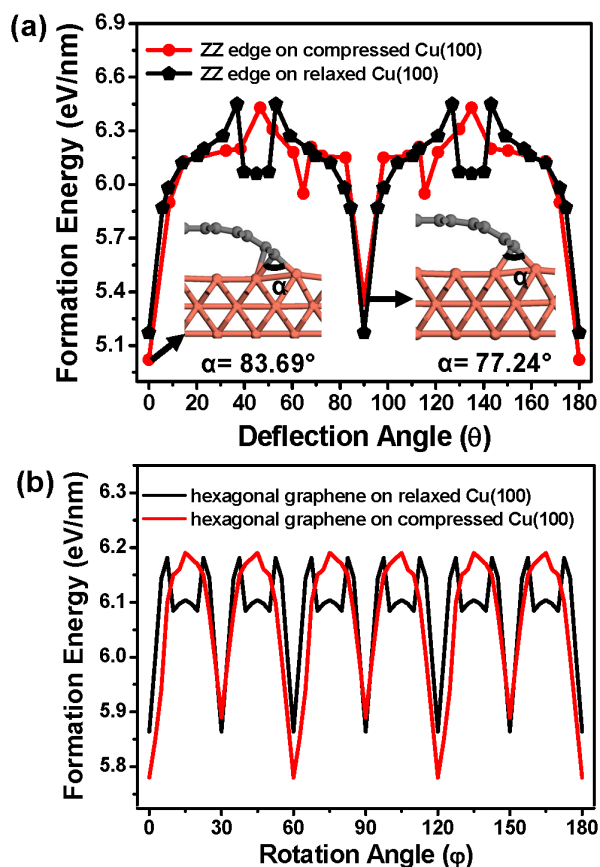 (a)
ZZ edge on compressed Cu(100)
ZZ edge on relaxed Cu(100)
Formation Energy (eV/nm)
6.9
6.6
6.3
6.0
5.7
5.4
5.1
α
α
α= 83.69°
α= 77.24°
0 20 40 60 80 100 120 140 160 180
Deflection Angle (θ)
(b)
hexagonal graphene on relaxed Cu(100)
hexagonal graphene on compressed Cu(100)
Formation Energy (eV/nm)
6.3
6.2
6.1
6.0
5.9
5.8
0 30 60 90 120 150 180
Rotation Angle (φ)